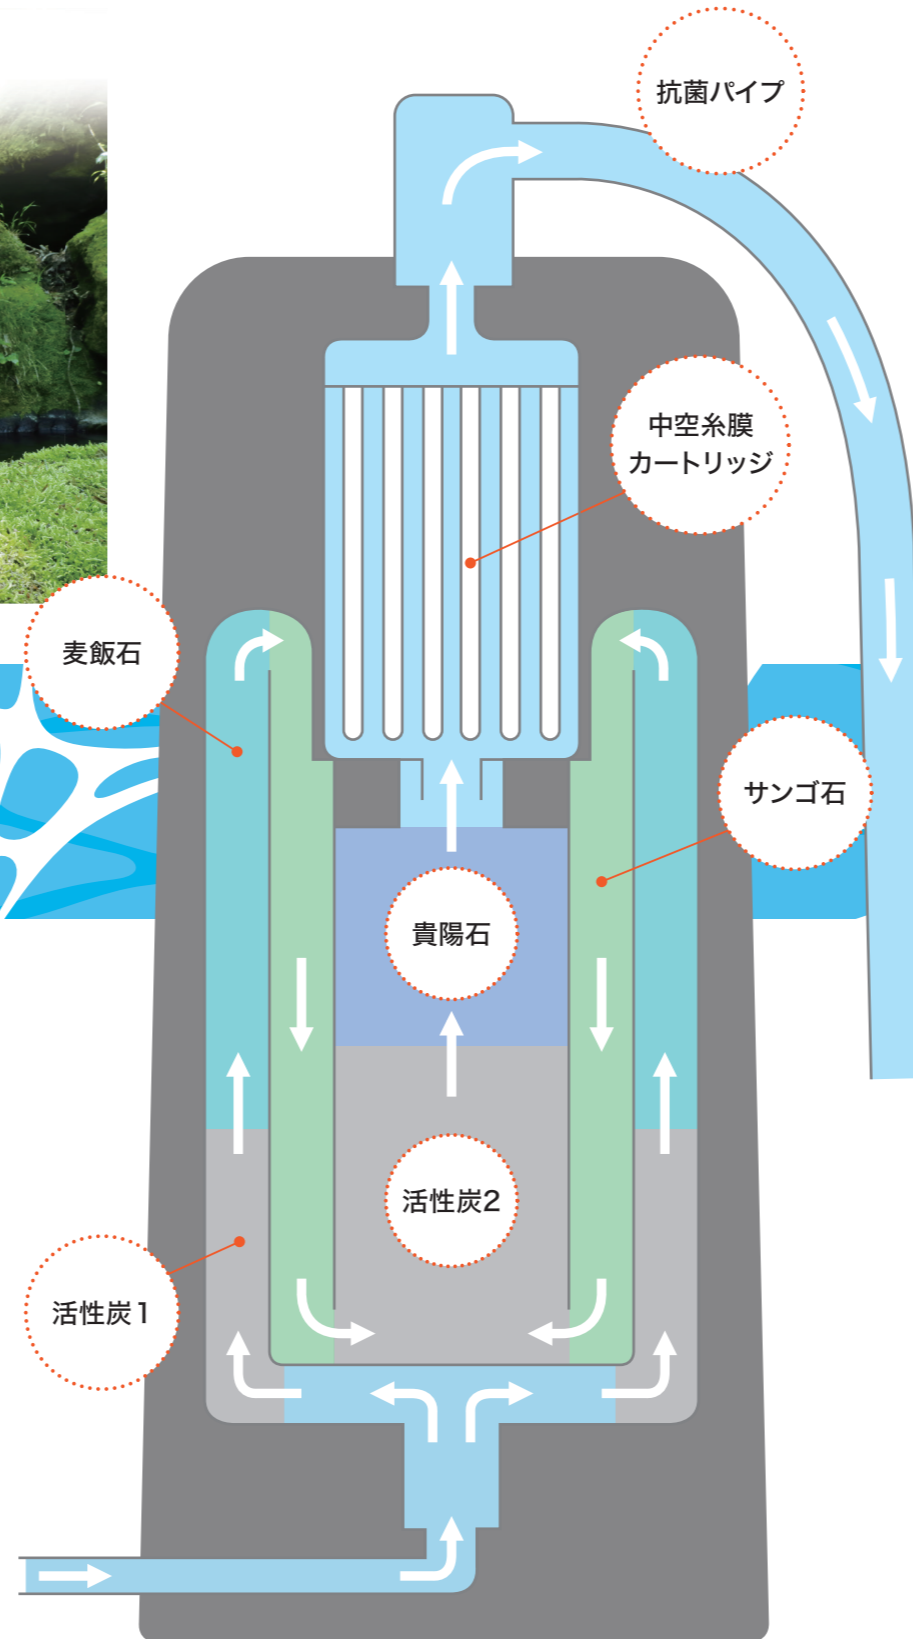 抗菌パイプ
中空糸膜
カートリッジ
麦飯石
サンゴ石
貴陽石
活性炭2
活性炭1